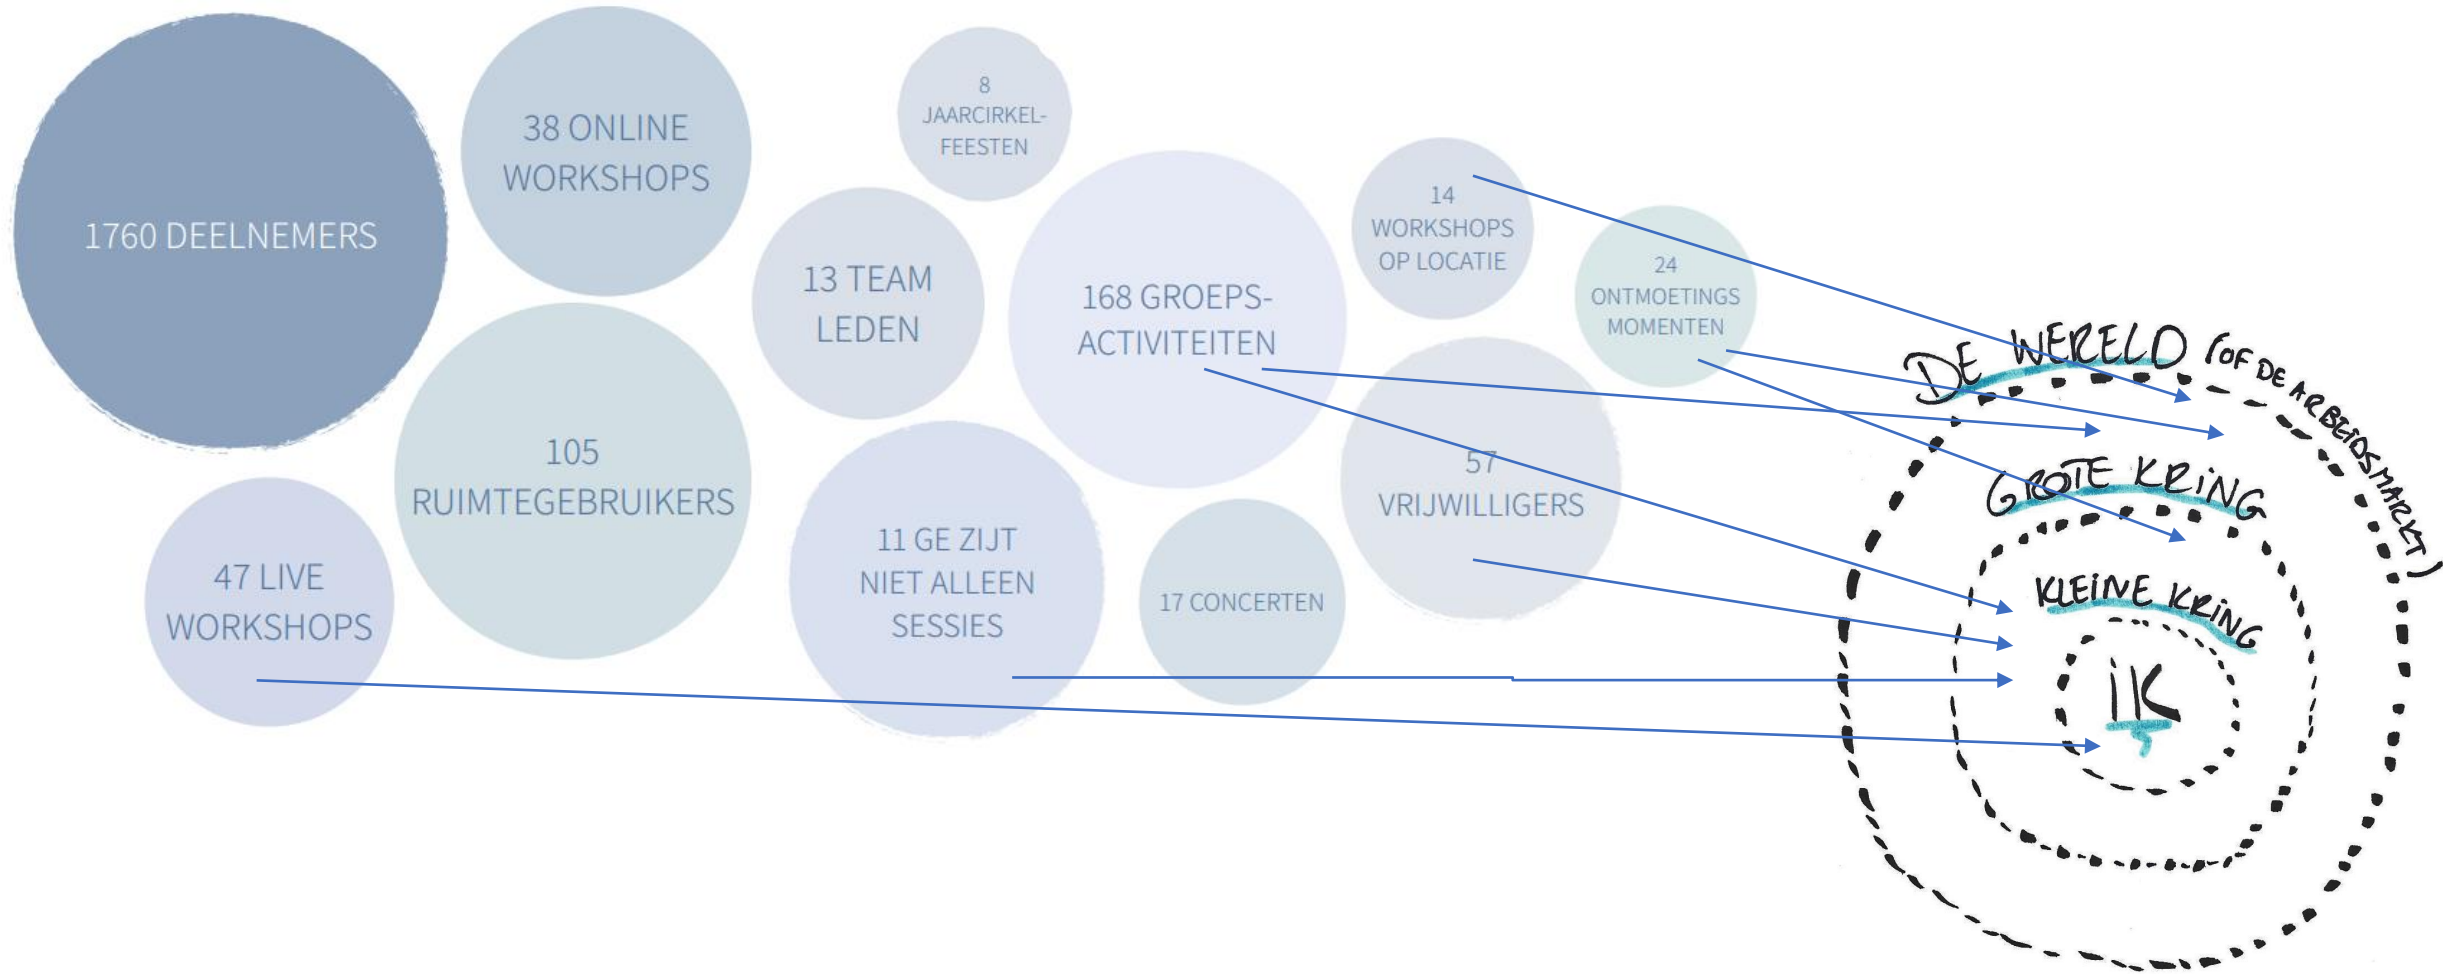 1760 DEELNEMERS
38 ONLINE
WORKSHOPS
8
JAARCIRKEL-
FEESTEN
13 TEAM
LEDEN
168 GROEPS-
ACTIVITEITEN
14
WORKSHOPS
OP LOCATIE
24
ONTMOETINGS
MOMENTEN
105
RUIMTEGEBRUIKERS
47 LIVE
WORKSHOPS
11 GE ZIJT
NIET ALLEEN
SESSIES
17 CONCERTEN
57
VRIJWILLIGERS
DE WERELD (OF DE ARBEIDSMARKT)
GROTE KRING
KLEINE KRING
IK